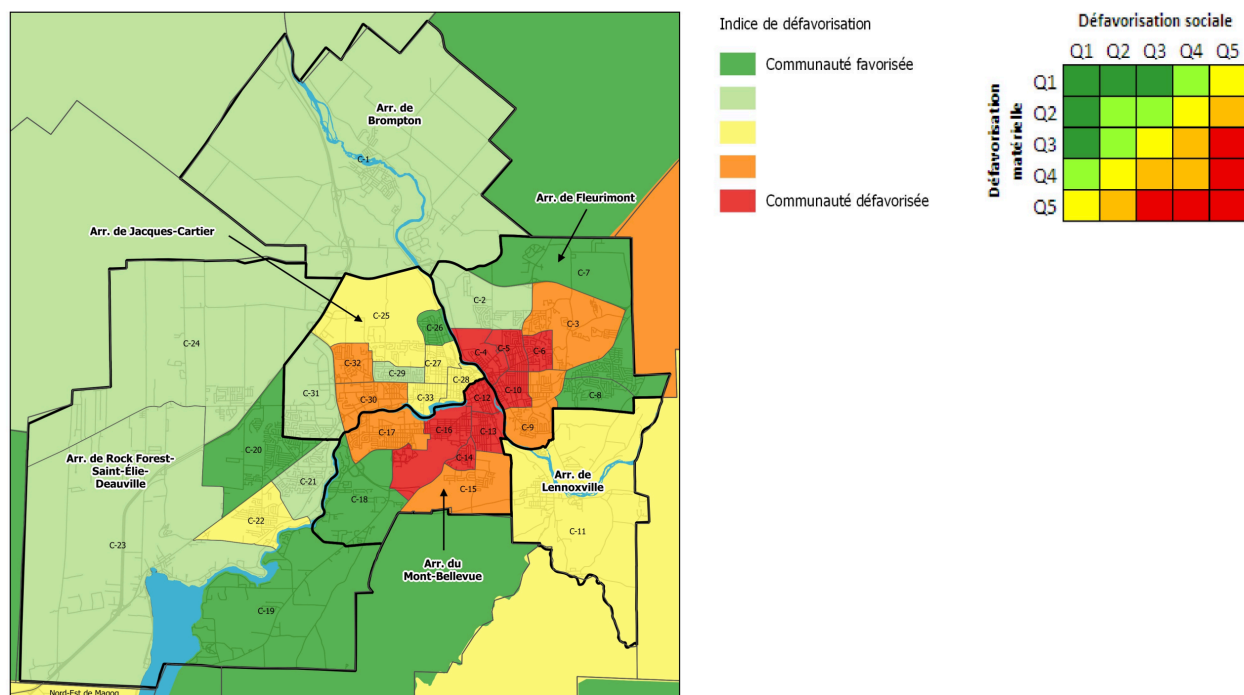 Arr. de
Brompton
C-1
Arr. de Fleurimont
Arr. de Jacques-Cartier
C-7
C-2
C-25
C-3
C-26
C-24
C-4
C-5
C-6
C-32
C-27
C-29
C-28
C-31
C-8
C-10
C-30
C-33
C-12
C-9
C-17
C-16
C-13
C-20
Arr. de Rock Forest-
Saint-Élie-
Deauville
C-14
Arr. de
Lennoxville
C-21
C-15
C-18
C-22
C-11
C-23
Arr. du
Mont-Bellevue
C-19
Nord-Est de Magog
Indice de défavorisation
Communauté favorisée
Communauté défavorisée
Défavorisation sociale
Q1 Q2 Q3 Q4 Q5
Défavorisation
matérielle
Q1
Q2
Q3
Q4
Q5